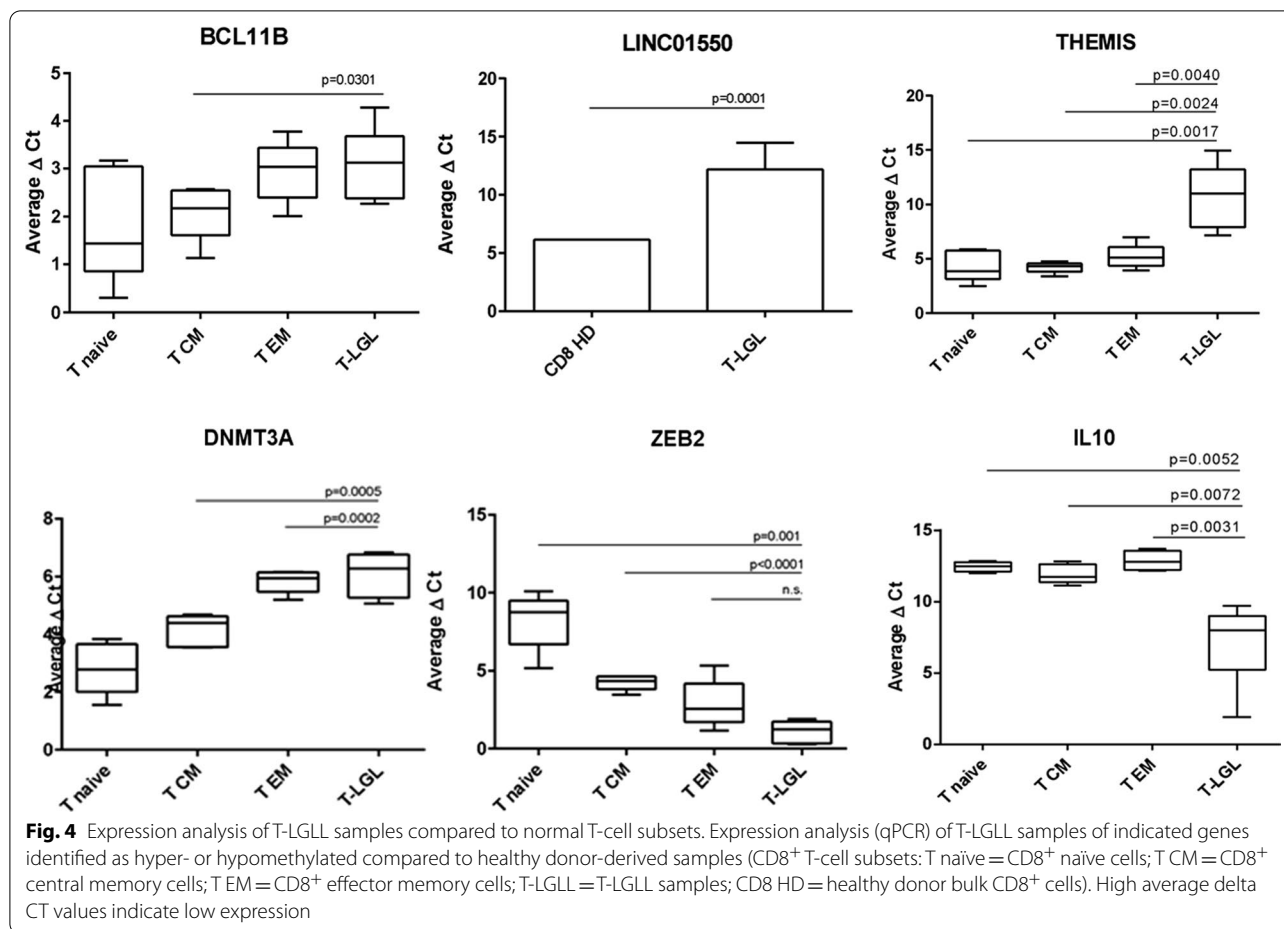 BCL11B
p=0.0301
Average Δ Ct
5
4
3
2
1
0
T naive
T CM
T EM
T-LGL
LINC01550
p=0.0001
20
15
10
5
0
CD8 HD
T-LGL
THEMIS
p=0.0040
p=0.0024
p=0.0017
Average Δ Ct
20
15
10
5
0
T naive
T CM
T EM
T-LGL
DNMT3A
p=0.0005
p=0.0002
Average Δ Ct
8
6
4
2
0
T naive
T CM
T EM
T-LGL
ZEB2
p=0.001
p<0.0001
n.s.
Average Δ Ct
15
10
5
0
T naive
T CM
T EM
T-LGL
IL10
p=0.0052
p=0.0072
p=0.0031
Average Δ Ct
15
10
5
0
T naive
T CM
T EM
T-LGL
Fig. 4 Expression analysis of T-LGLL samples compared to normal T-cell subsets. Expression analysis (qPCR) of T-LGLL samples of indicated genes
identified as hyper- or hypomethylated compared to healthy donor-derived samples (CD8⁺ T-cell subsets: T naïve = CD8⁺ naïve cells; T CM = CD8⁺
central memory cells; T EM = CD8⁺ effector memory cells; T-LGLL = T-LGLL samples; CD8 HD = healthy donor bulk CD8⁺ cells). High average delta
CT values indicate low expression